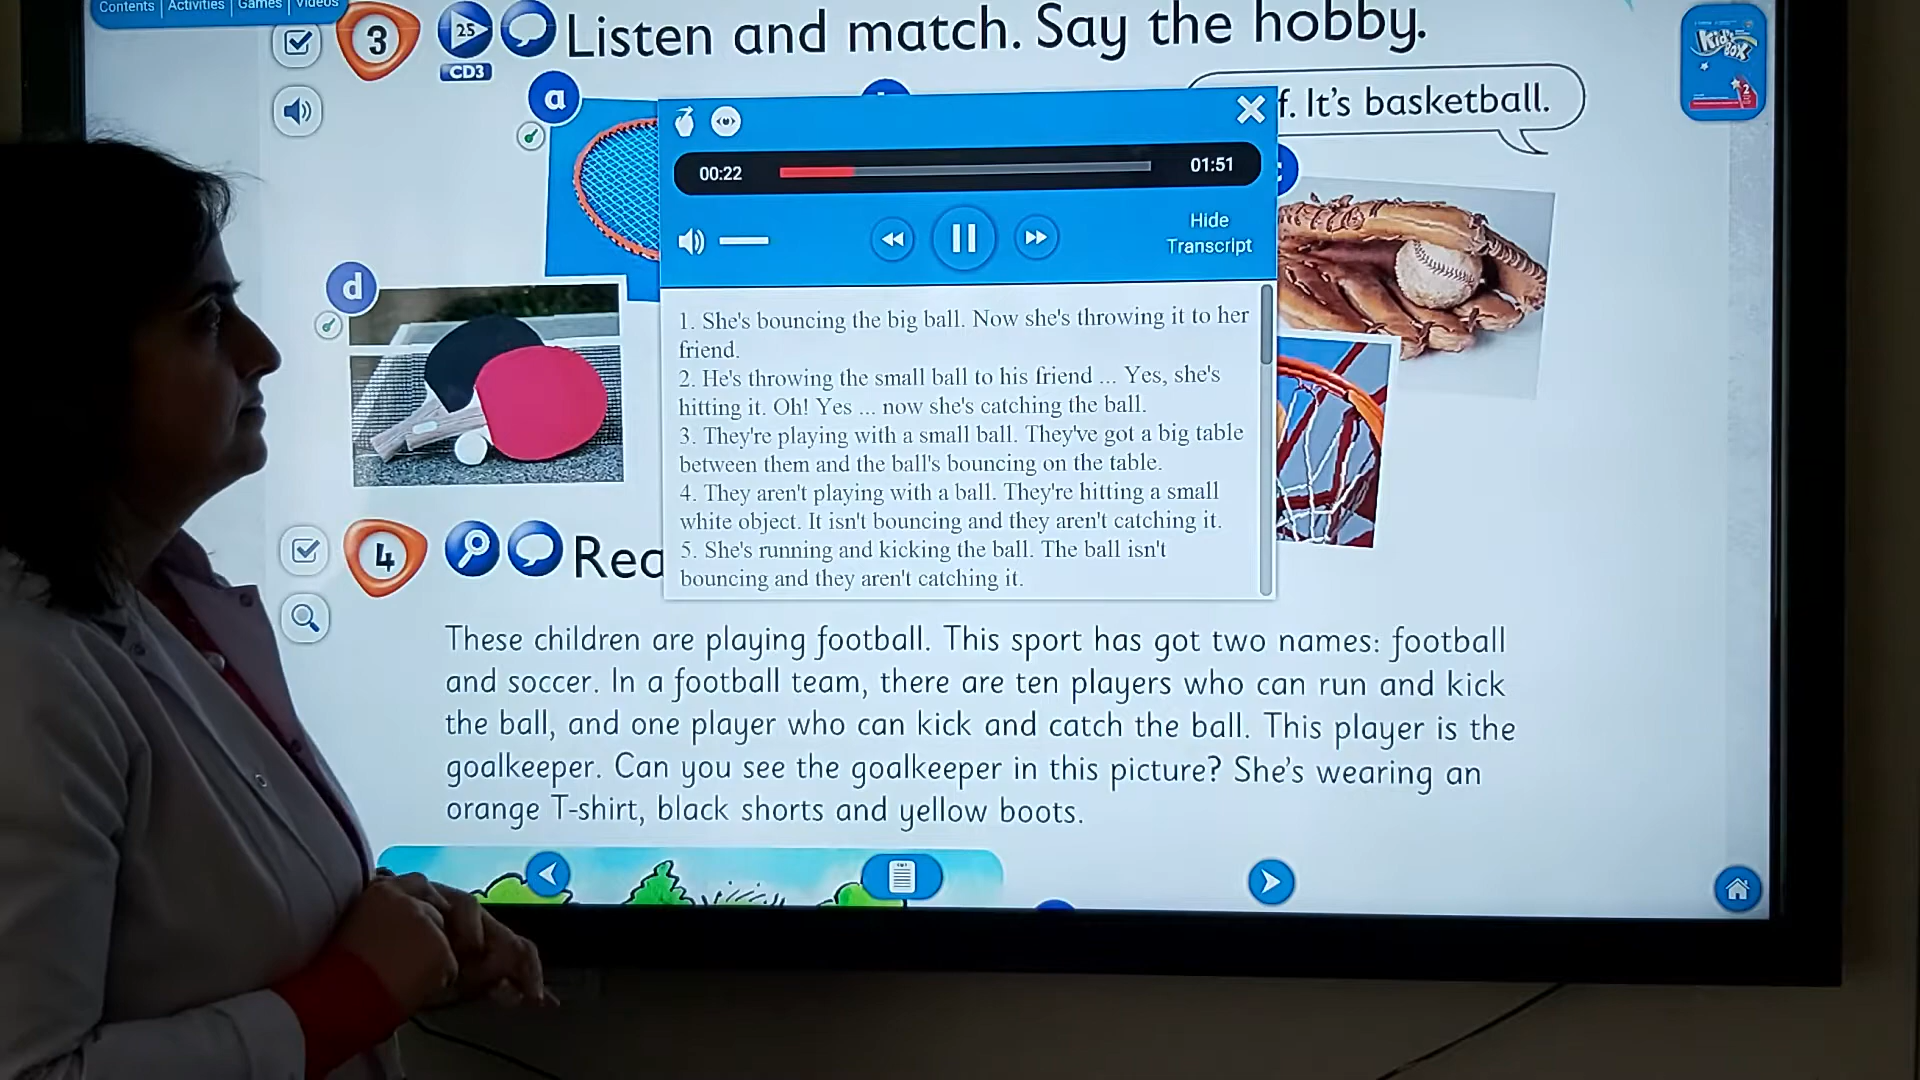 Contents | Activities | Games | Videos
3
25
CD3
Listen and match. Say the hobby.
a
f. It's basketball.
Kid's
Box
2
00:22
01:51
Hide
Transcript
d
1. She's bouncing the big ball. Now she's throwing it to her
friend.
2. He's throwing the small ball to his friend ... Yes, she's
hitting it. Oh! Yes ... now she's catching the ball.
3. They're playing with a small ball. They've got a big table
between them and the ball's bouncing on the table.
4. They aren't playing with a ball. They're hitting a small
white object. It isn't bouncing and they aren't catching it.
5. She's running and kicking the ball. The ball isn't
bouncing and they aren't catching it.
4
These children are playing football. This sport has got two names: football
and soccer. In a football team, there are ten players who can run and kick
the ball, and one player who can kick and catch the ball. This player is the
goalkeeper. Can you see the goalkeeper in this picture? She's wearing an
orange T-shirt, black shorts and yellow boots.